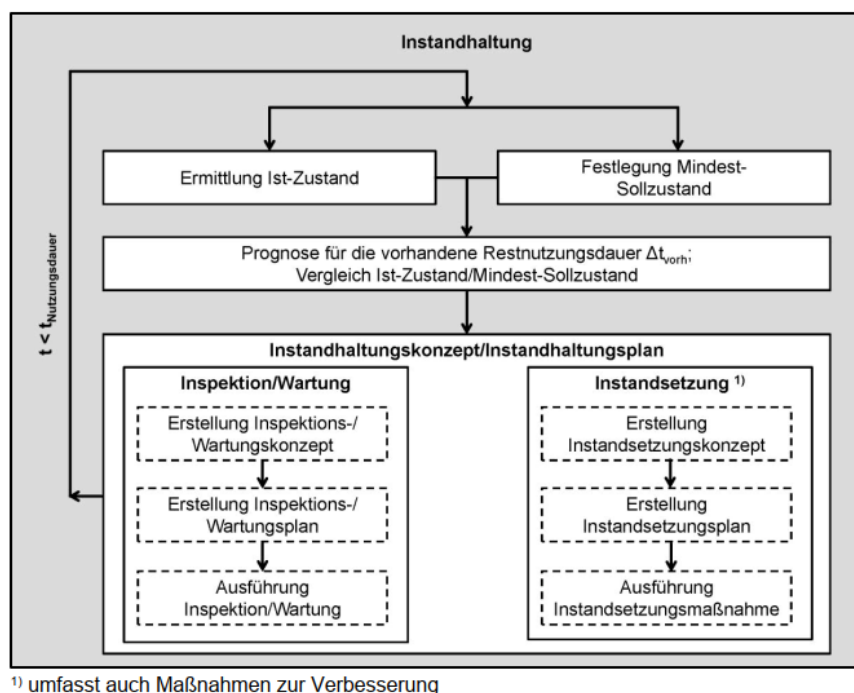 Instandhaltung
Ermittlung Ist-Zustand
Festlegung Mindest-
Sollzustand
Prognose für die vorhandene Restnutzungsdauer Δt_vorh;
Vergleich Ist-Zustand/Mindest-Sollzustand
t < t_Nutzungsdauer
Instandhaltungskonzept/Instandhaltungsplan
Inspektion/Wartung
Erstellung Inspektions-/
Wartungskonzept
Erstellung Inspektions-/
Wartungsplan
Ausführung
Inspektion/Wartung
Instandsetzung 1)
Erstellung
Instandsetzungskonzept
Erstellung
Instandsetzungsplan
Ausführung
Instandsetzungsmaßnahme
1) umfasst auch Maßnahmen zur Verbesserung